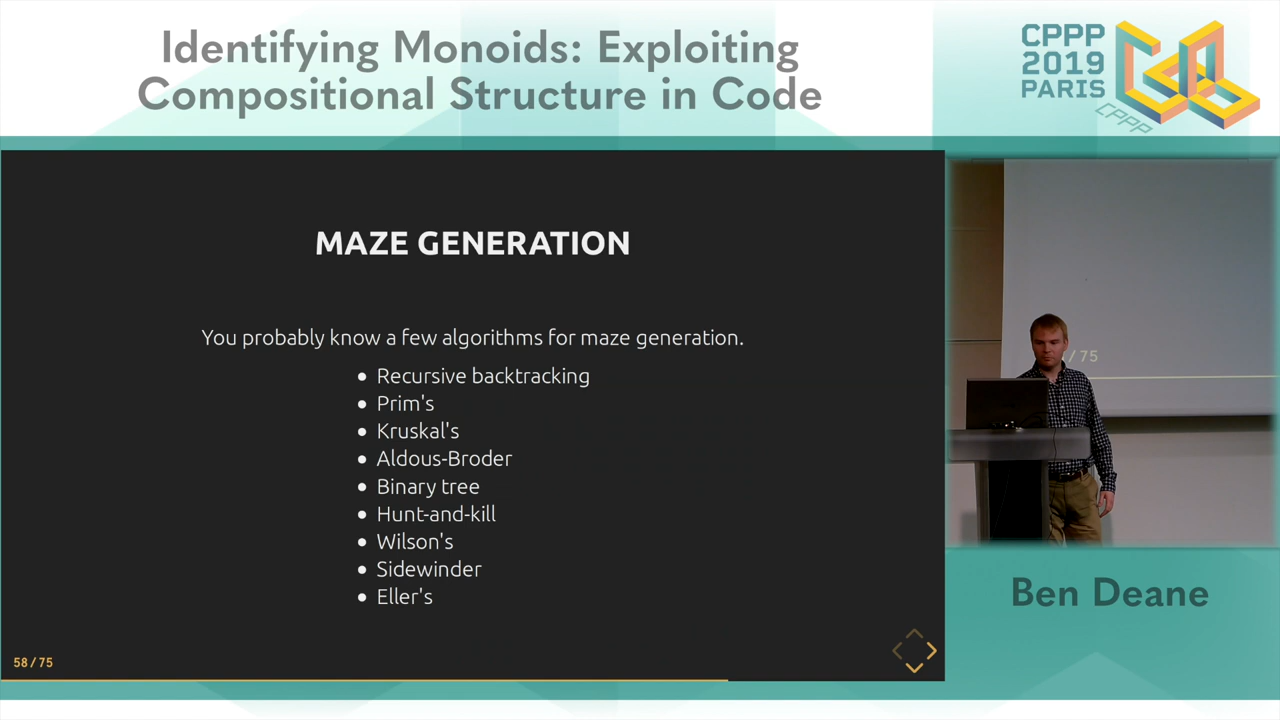 Identifying Monoids: Exploiting
Compositional Structure in Code
CPPP
2019
PARIS
CPPP
MAZE GENERATION
You probably know a few algorithms for maze generation.
Recursive backtracking
Prim's
Kruskal's
Aldous-Broder
Binary tree
Hunt-and-kill
Wilson's
Sidewinder
Eller's
58 / 75
/ 75
Ben Deane